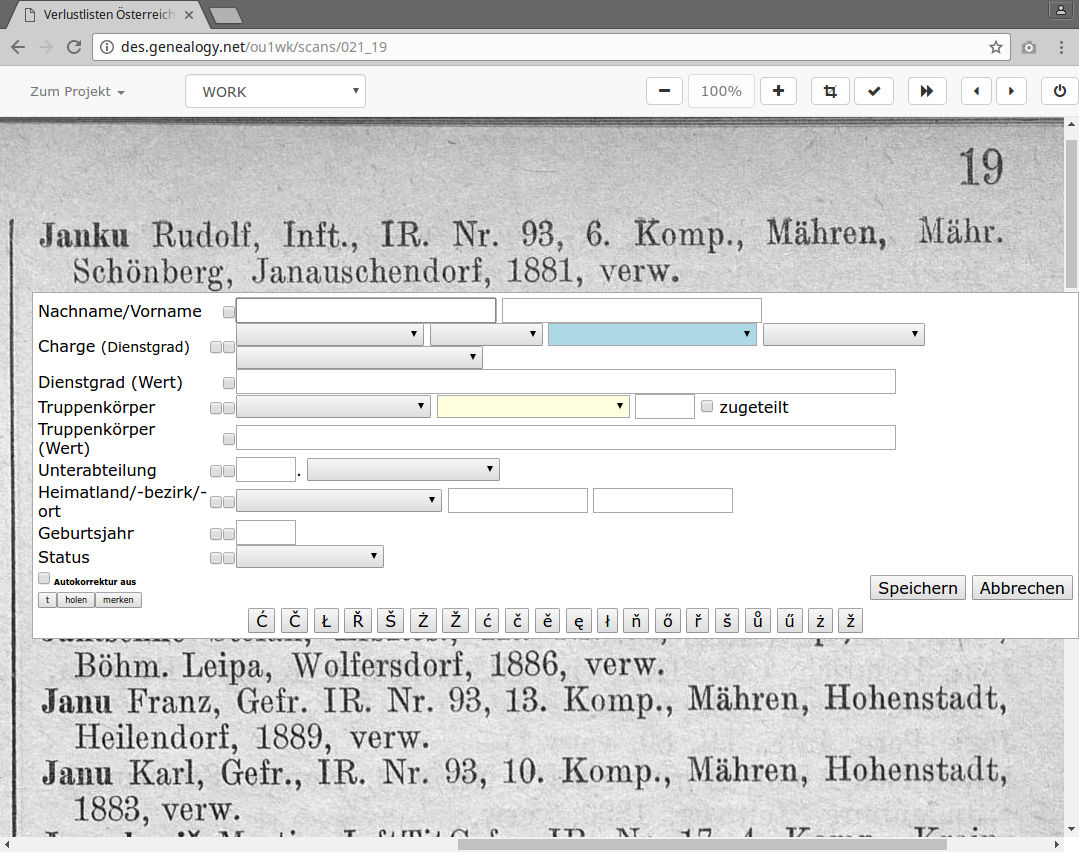 Verlustlisten Österreich
des.genealogy.net/ou1wk/scans/021_19
Zum Projekt WORK 100%
19
Janku Rudolf, Inft., IR. Nr. 93, 6. Komp., Mähren, Mähr.
Schönberg, Janauschendorf, 1881, verw.
Nachname/Vorname
Charge (Dienstgrad)
Dienstgrad (Wert)
Truppenkörper zugeteilt
Truppenkörper
(Wert)
Unterabteilung .
Heimatland/-bezirk/-
ort
Geburtsjahr
Status
Autokorrektur aus
t holen merken Speichern Abbrechen
Ć Č Ł Ř Š Ż Ž ć č ě ę ł ň ő ř š ů ű ż ž
Böhm. Leipa, Wolfersdorf, 1886, verw.
Janu Franz, Gefr. IR. Nr. 93, 13. Komp., Mähren, Hohenstadt,
Heilendorf, 1889, verw.
Janu Karl, Gefr., IR. Nr. 93, 10. Komp., Mähren, Hohenstadt,
1883, verw.